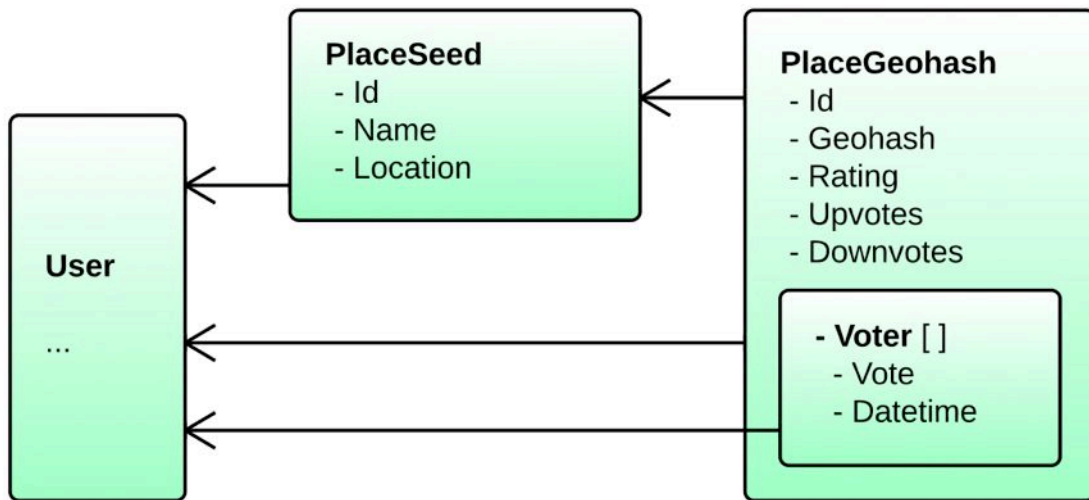 User
...
PlaceSeed
- Id
- Name
- Location
PlaceGeohash
- Id
- Geohash
- Rating
- Upvotes
- Downvotes
- Voter [ ]
- Vote
- Datetime